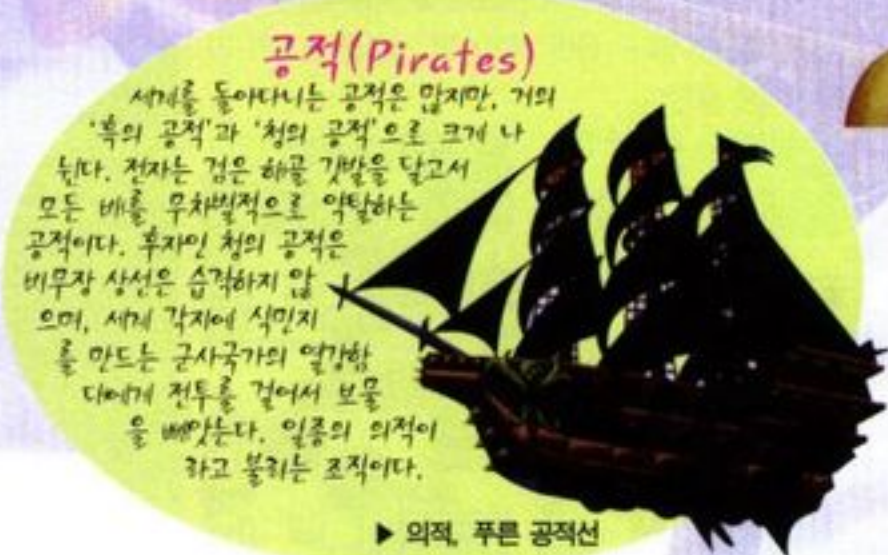 공적(Pirates)
세계를 돌아다니는 공적은 많지만, 거의
'흑의 공적'과 '청의 공적'으로 크게 나
뉜다. 전자는 검은 해골 깃발을 달고서
모든 배를 무차별적으로 약탈하는
공적이다. 후자인 청의 공적은
비무장 상선은 습격하지 않
으며, 세계 각지에 식민지
를 만드는 군사국가의 열강함
대에게 전투를 걸어서 보물
을 빼앗는다. 일종의 의적이
라고 불리는 조직이다.
▶ 의적, 푸른 공적선